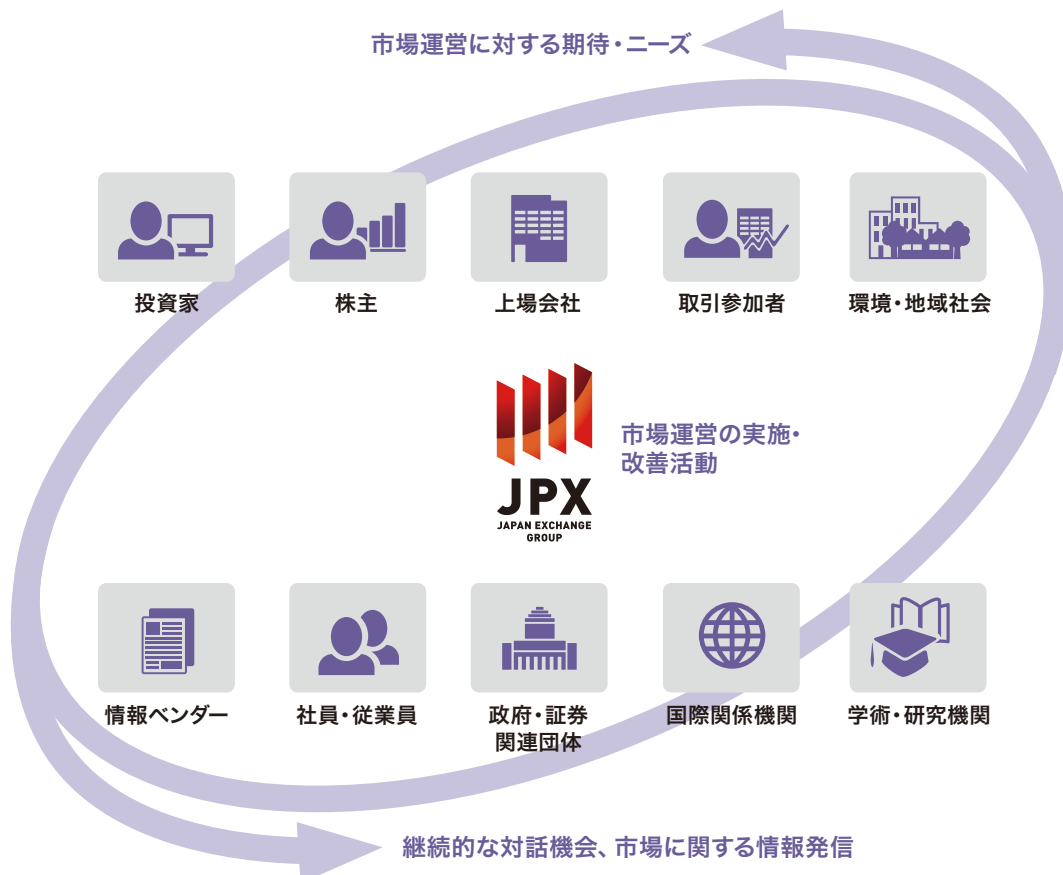 市場運営に対する期待・ニーズ
投資家
株主
上場会社
取引参加者
環境・地域社会
JPX
JAPAN EXCHANGE
GROUP
市場運営の実施・
改善活動
情報ベンダー
社員・従業員
政府・証券
関連団体
国際関係機関
学術・研究機関
継続的な対話機会、市場に関する情報発信